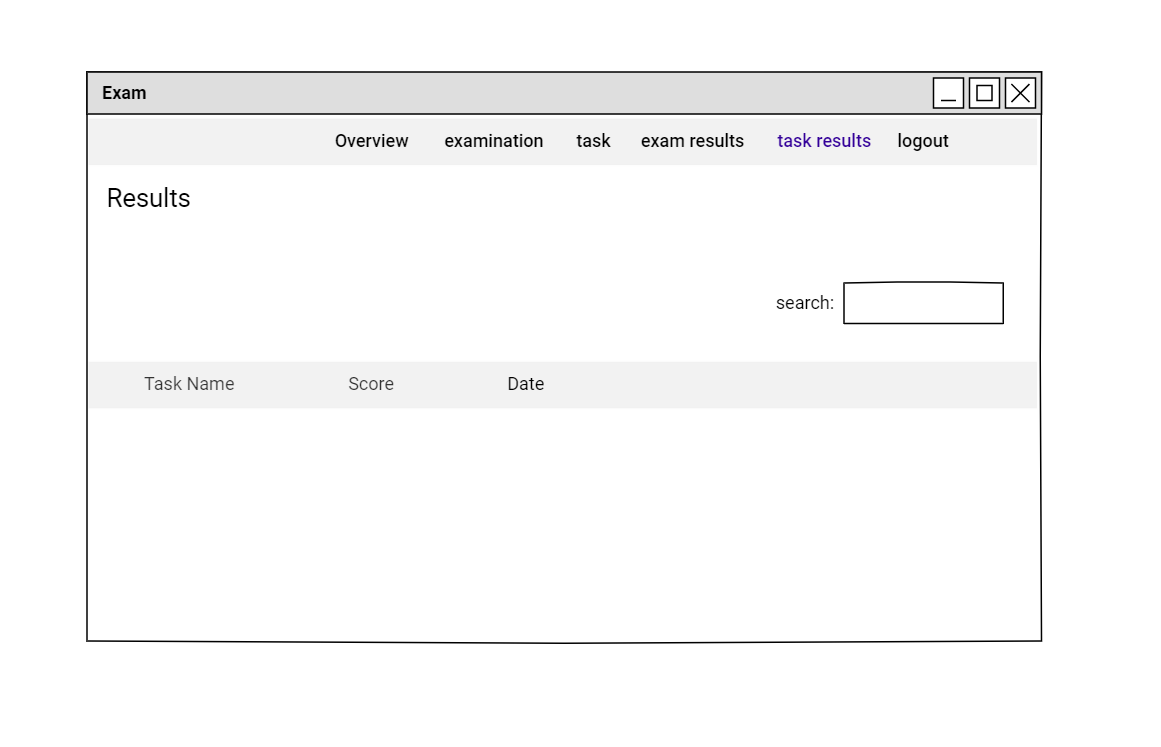 Exam
Overview examination task exam results task results logout
Results
search:
Task Name Score Date